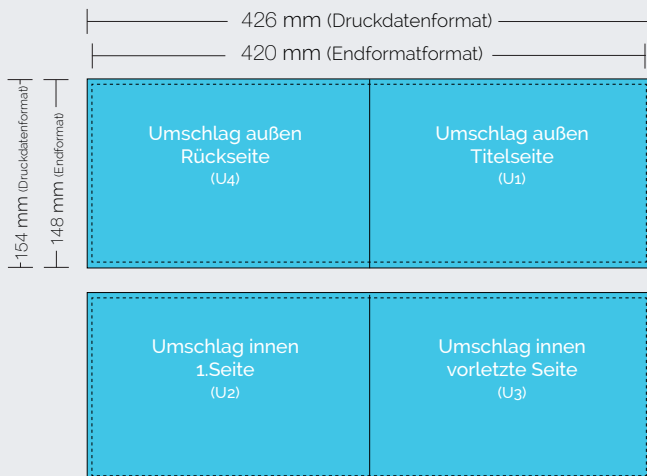 426 mm (Druckdatenformat)
420 mm (Endformatformat)
154 mm (Druckdatenformat)
148 mm (Endformat)
Umschlag außen
Rückseite
(U4)
Umschlag außen
Titelseite
(U1)
Umschlag innen
1.Seite
(U2)
Umschlag innen
vorletzte Seite
(U3)